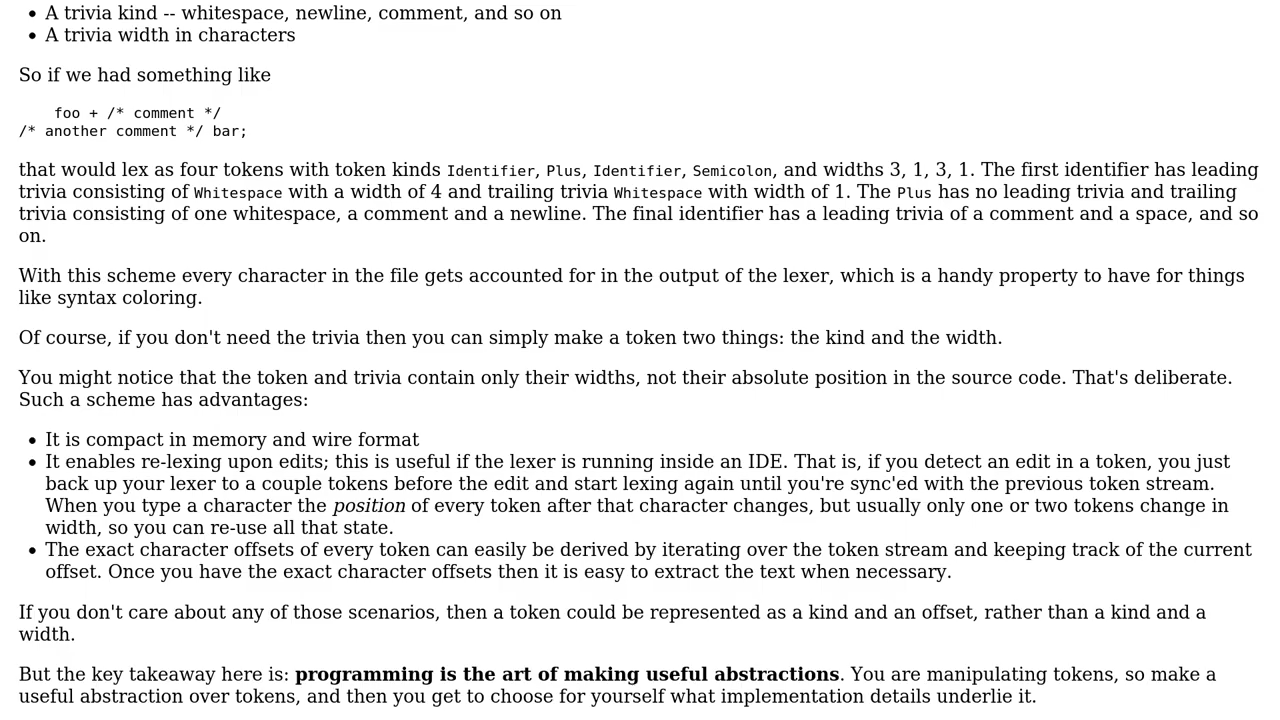 • A trivia kind -- whitespace, newline, comment, and so on
• A trivia width in characters
So if we had something like
    foo + /* comment */
/* another comment */ bar;
that would lex as four tokens with token kinds Identifier, Plus, Identifier, Semicolon, and widths 3, 1, 3, 1. The first identifier has leading
trivia consisting of Whitespace with a width of 4 and trailing trivia Whitespace with width of 1. The Plus has no leading trivia and trailing
trivia consisting of one whitespace, a comment and a newline. The final identifier has a leading trivia of a comment and a space, and so
on.
With this scheme every character in the file gets accounted for in the output of the lexer, which is a handy property to have for things
like syntax coloring.
Of course, if you don't need the trivia then you can simply make a token two things: the kind and the width.
You might notice that the token and trivia contain only their widths, not their absolute position in the source code. That's deliberate.
Such a scheme has advantages:
• It is compact in memory and wire format
• It enables re-lexing upon edits; this is useful if the lexer is running inside an IDE. That is, if you detect an edit in a token, you just
back up your lexer to a couple tokens before the edit and start lexing again until you're sync'ed with the previous token stream.
When you type a character the position of every token after that character changes, but usually only one or two tokens change in
width, so you can re-use all that state.
• The exact character offsets of every token can easily be derived by iterating over the token stream and keeping track of the current
offset. Once you have the exact character offsets then it is easy to extract the text when necessary.
If you don't care about any of those scenarios, then a token could be represented as a kind and an offset, rather than a kind and a
width.
But the key takeaway here is: programming is the art of making useful abstractions. You are manipulating tokens, so make a
useful abstraction over tokens, and then you get to choose for yourself what implementation details underlie it.